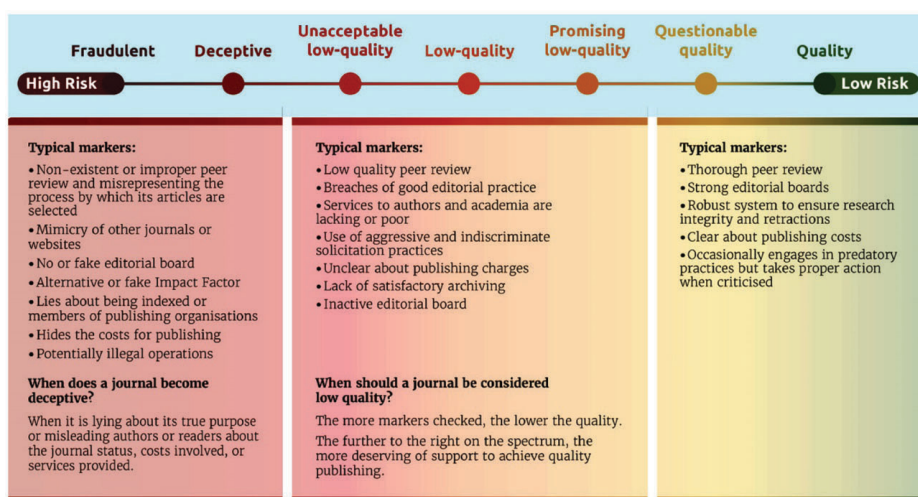 Fraudulent
Deceptive
Unacceptable
low-quality
Low-quality
Promising
low-quality
Questionable
quality
Quality
High Risk
Low Risk
Typical markers:
• Non-existent or improper peer
review and misrepresenting the
process by which its articles are
selected
• Mimicry of other journals or
websites
• No or fake editorial board
• Alternative or fake Impact Factor
• Lies about being indexed or
members of publishing organisations
• Hides the costs for publishing
• Potentially illegal operations
When does a journal become
deceptive?
When it is lying about its true purpose
or misleading authors or readers about
the journal status, costs involved, or
services provided.
Typical markers:
• Low quality peer review
• Breaches of good editorial practice
• Services to authors and academia are
lacking or poor
• Use of aggressive and indiscriminate
solicitation practices
• Unclear about publishing charges
• Lack of satisfactory archiving
• Inactive editorial board
When should a journal be considered
low quality?
The more markers checked, the lower the quality.
The further to the right on the spectrum, the
more deserving of support to achieve quality
publishing.
Typical markers:
• Thorough peer review
• Strong editorial boards
• Robust system to ensure research
integrity and retractions
• Clear about publishing costs
• Occasionally engages in predatory
practices but takes proper action
when criticised